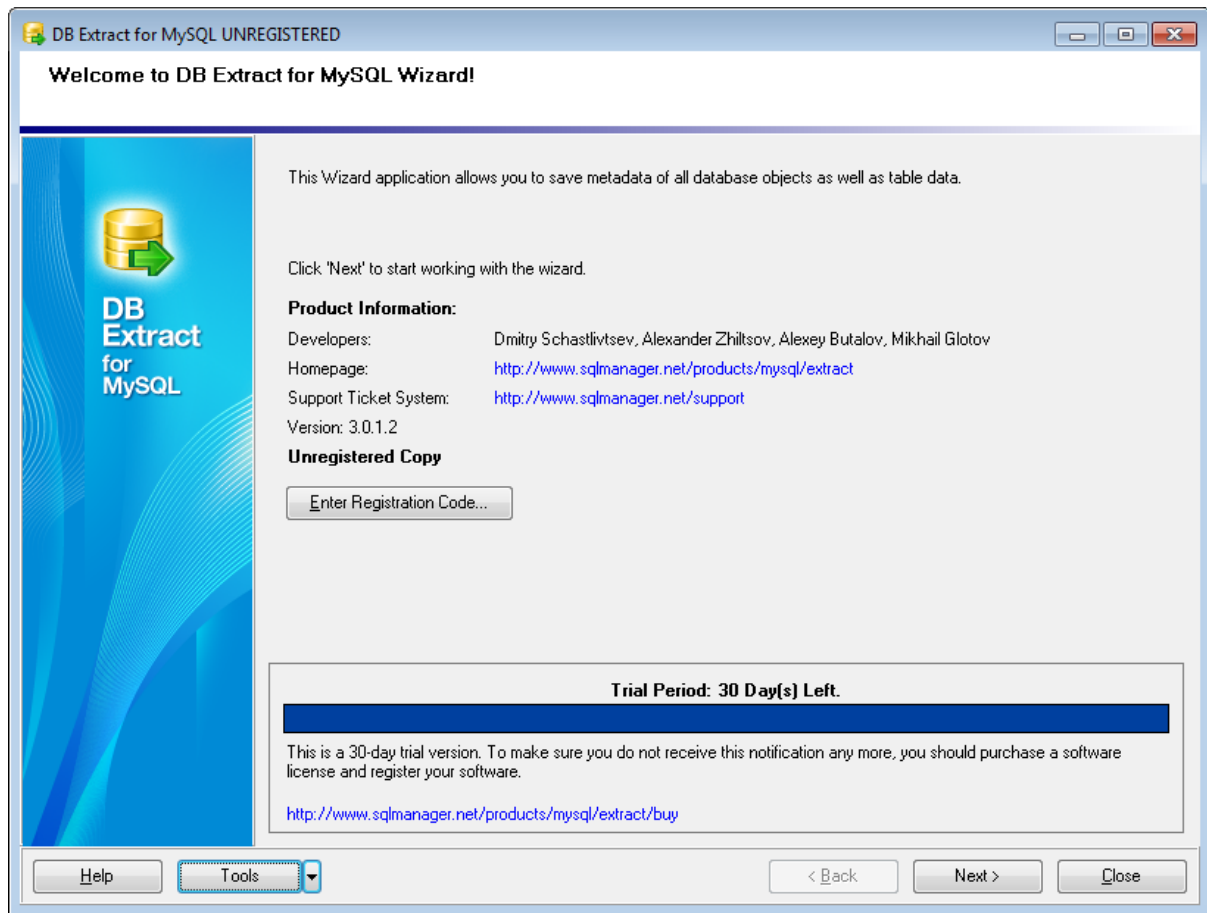 DB Extract for MySQL UNREGISTERED
Welcome to DB Extract for MySQL Wizard!
This Wizard application allows you to save metadata of all database objects as well as table data.
Click 'Next' to start working with the wizard.
DB
Extract
for
MySQL
Product Information:
Developers: Dmitry Schastlivtsev, Alexander Zhiltsov, Alexey Butalov, Mikhail Glotov
Homepage: http://www.sqlmanager.net/products/mysql/extract
Support Ticket System: http://www.sqlmanager.net/support
Version: 3.0.1.2
Unregistered Copy
Enter Registration Code...
Trial Period: 30 Day(s) Left.
This is a 30-day trial version. To make sure you do not receive this notification any more, you should purchase a software
license and register your software.
http://www.sqlmanager.net/products/mysql/extract/buy
Help Tools < Back Next > Close